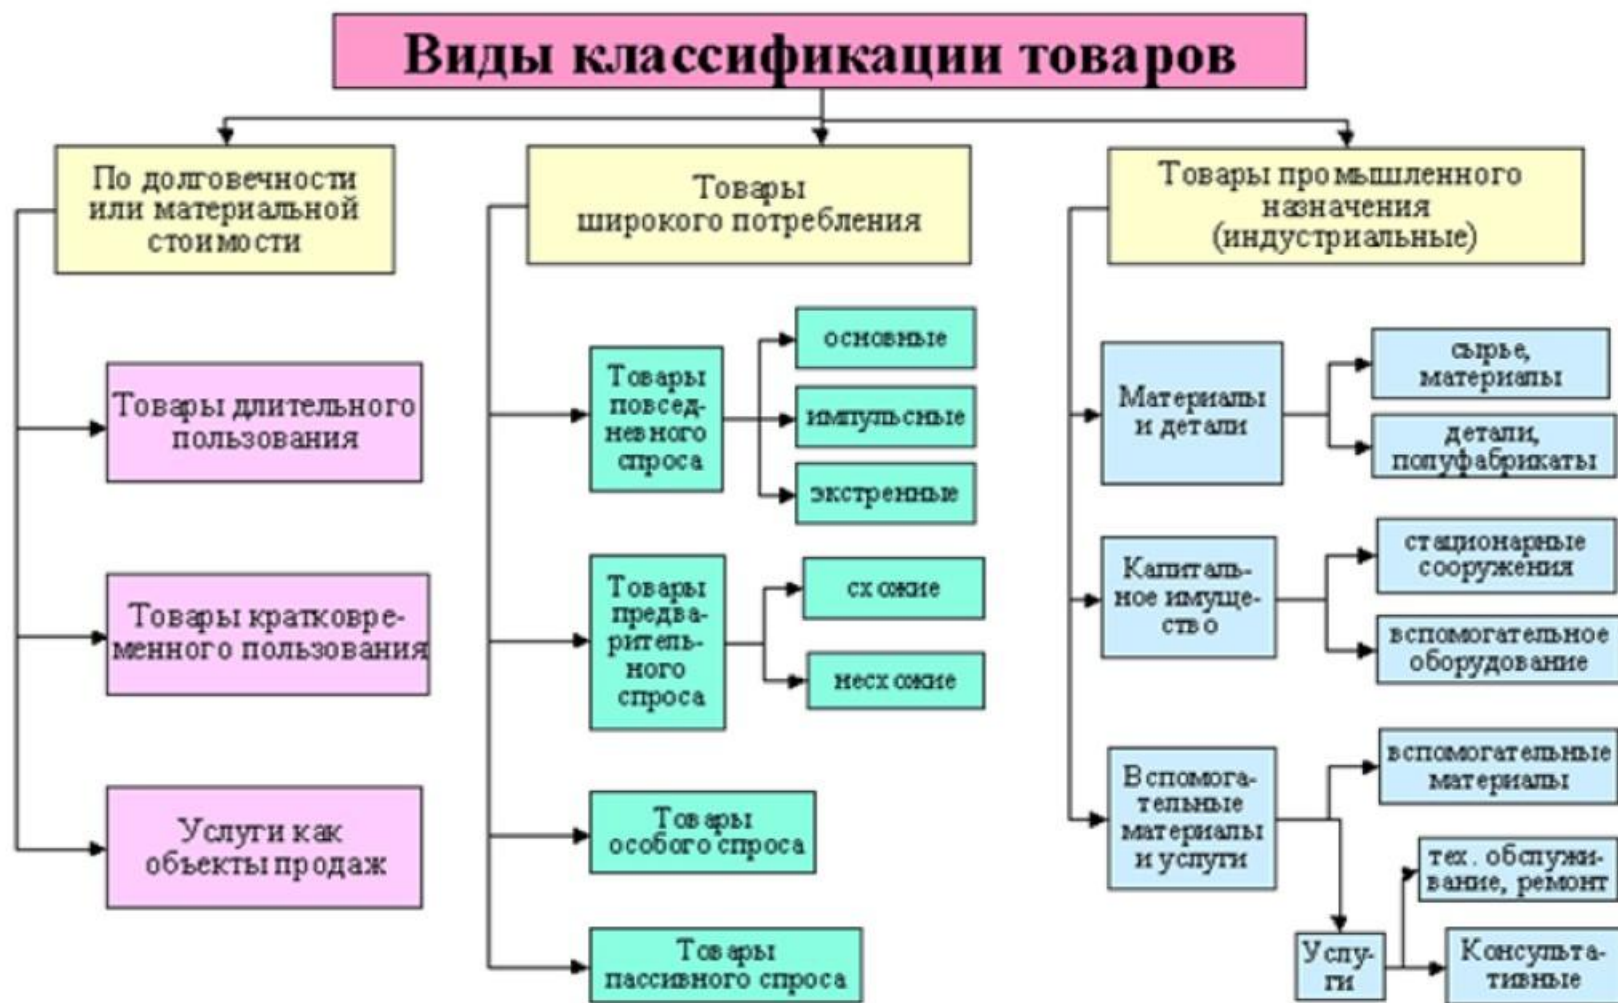 Виды классификации товаров
По долговечности
или материальной
стоимости
Товары длительного
пользования
Товары кратковре-
менного пользования
Услуги как
объекты продаж
Товары
широкого потребления
Товары
повсед-
невного
спроса
основные
импульсные
экстренные
Товары
предва-
ритель-
ного
спроса
схожие
несхожие
Товары
особого спроса
Товары
пассивного спроса
Товары промышленного
назначения
(индустриальные)
Материалы
и детали
сырье,
материалы
детали,
полуфабрикаты
Капиталь-
ное имуще-
ство
стационарные
сооружения
вспомогательное
оборудование
Вспомога-
тельные
материалы
и услуги
вспомогательные
материалы
Услу-
ги
тех. обслужи-
вание, ремонт
Консульта-
тивные